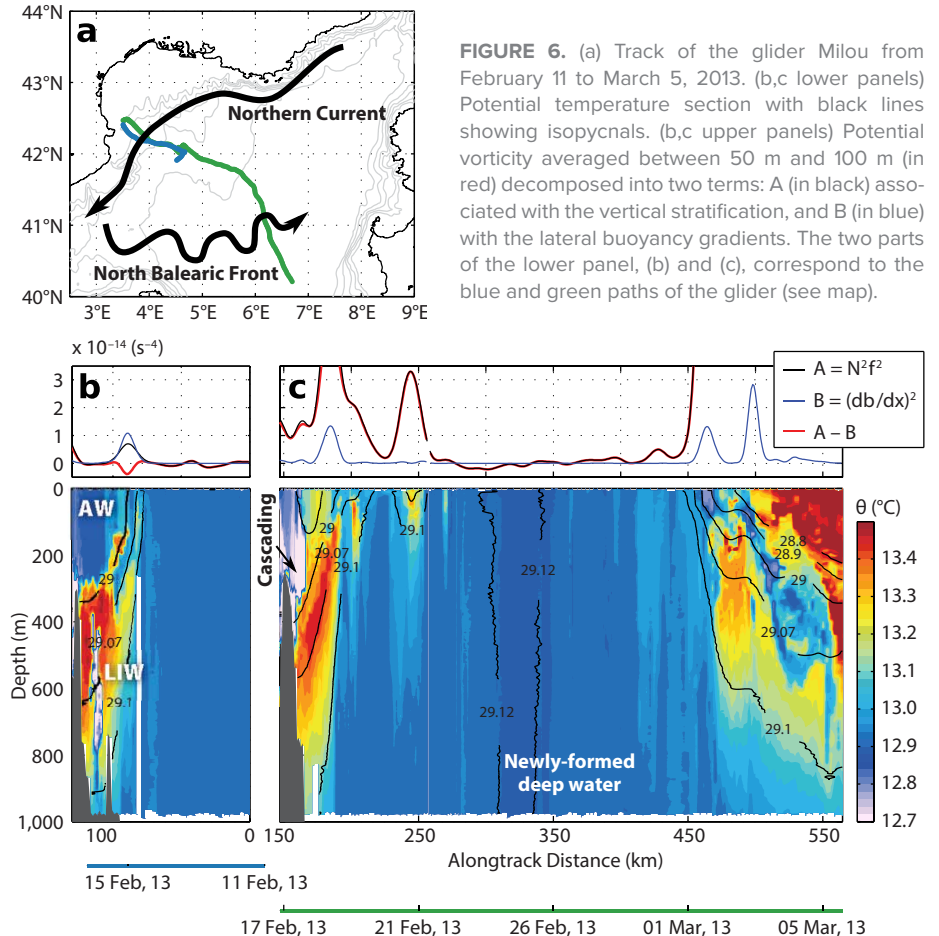 44°N
43°N
42°N
41°N
40°N
3°E 4°E 5°E 6°E 7°E 8°E 9°E
a
Northern Current
North Balearic Front
FIGURE 6. (a) Track of the glider Milou from
February 11 to March 5, 2013. (b,c lower panels)
Potential temperature section with black lines
showing isopycnals. (b,c upper panels) Potential
vorticity averaged between 50 m and 100 m (in
red) decomposed into two terms: A (in black) asso-
ciated with the vertical stratification, and B (in blue)
with the lateral buoyancy gradients. The two parts
of the lower panel, (b) and (c), correspond to the
blue and green paths of the glider (see map).
x 10⁻¹⁴ (s⁻⁴)
3
2
1
0
b
c
A = N²f²
B = (db/dx)²
A – B
0
200
400
600
800
1,000
Depth (m)
AW
29
29.07
LIW
29.1
Cascading
29
29.07
29.1
29.1
29.12
29.12
Newly-formed
deep water
28.8
28.9
29
29.07
29.1
θ (°C)
13.4
13.3
13.2
13.1
13.0
12.9
12.8
12.7
100 0
150 200 250 300 350 400 450 500 550
Alongtrack Distance (km)
15 Feb, 13 11 Feb, 13
17 Feb, 13 21 Feb, 13 26 Feb, 13 01 Mar, 13 05 Mar, 13